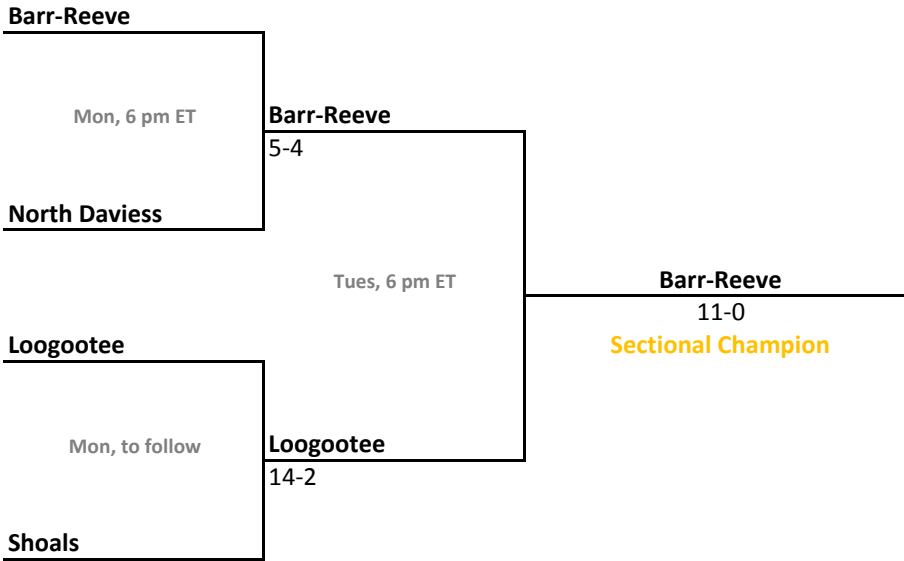 Barr-Reeve
Mon, 6 pm ET
Barr-Reeve
5-4
North Daviess
Tues, 6 pm ET
Barr-Reeve
11-0
Sectional Champion
Loogootee
Mon, to follow
Loogootee
14-2
Shoals